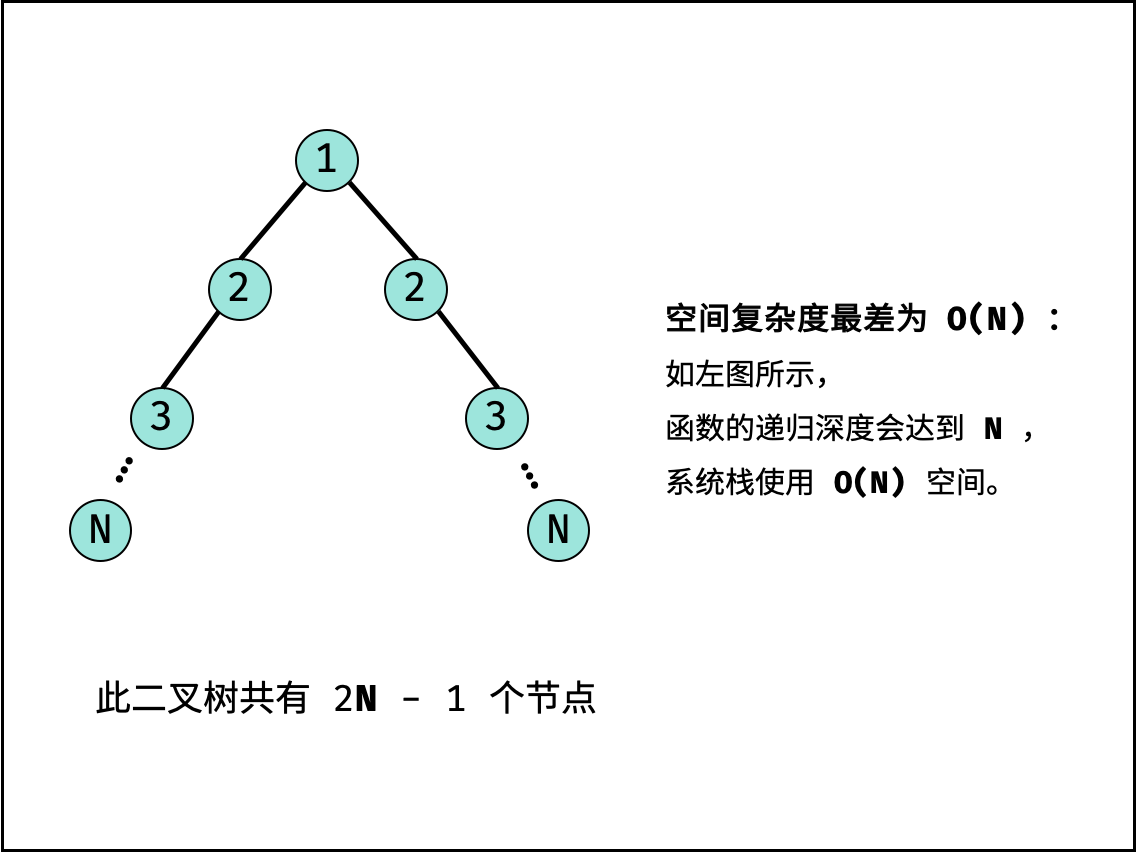 1
2 2
3 3
N N
空间复杂度最差为 O(N) ：
如左图所示，
函数的递归深度会达到 N ，
系统栈使用 O(N) 空间。
此二叉树共有 2N - 1 个节点